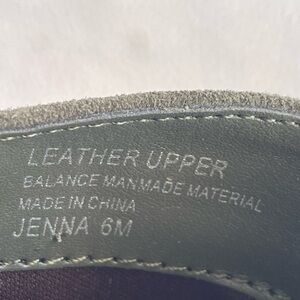 LEATHER UPPER
BALANCE MANMADE MATERIAL
MADE IN CHINA
JENNA 6M